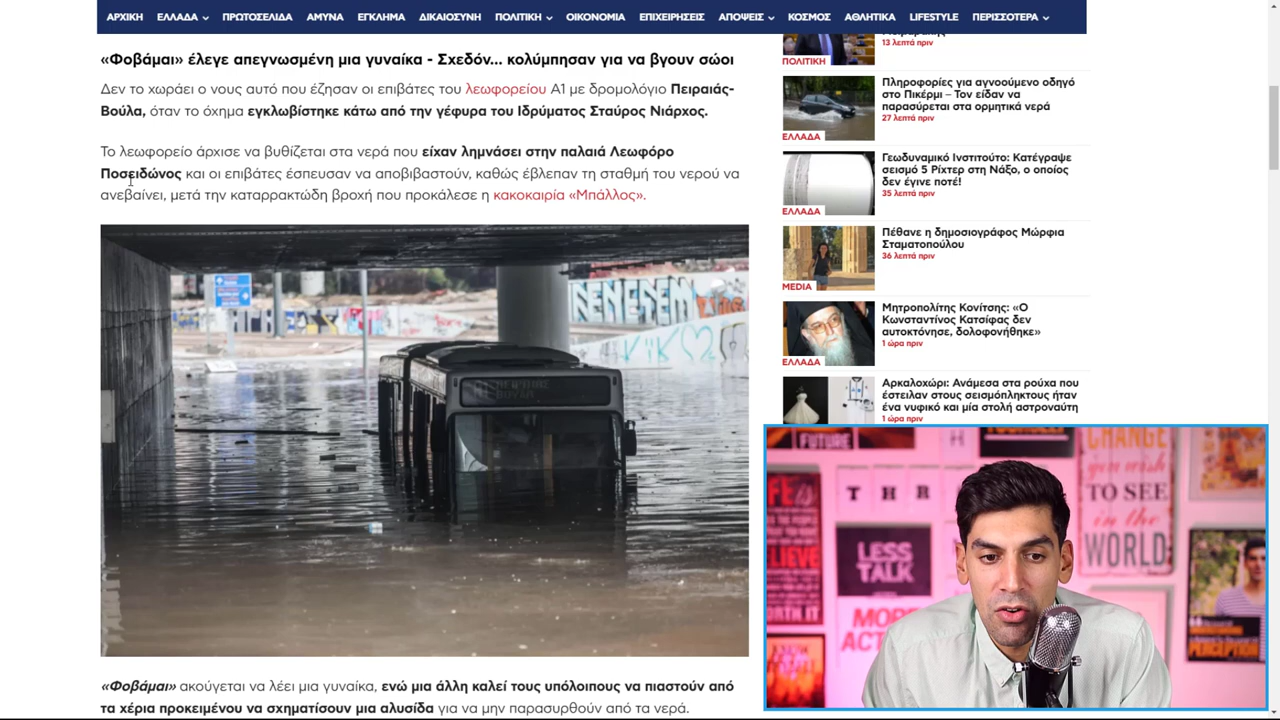 ΑΡΧΙΚΗ ΕΛΛΑΔΑ ΠΡΩΤΟΣΕΛΙΔΑ ΑΜΥΝΑ ΕΓΚΛΗΜΑ ΔΙΚΑΙΟΣΥΝΗ ΠΟΛΙΤΙΚΗ ΟΙΚΟΝΟΜΙΑ ΕΠΙΧΕΙΡΗΣΕΙΣ ΑΠΟΨΕΙΣ ΚΟΣΜΟΣ ΑΘΛΗΤΙΚΑ LIFESTYLE ΠΕΡΙΣΣΟΤΕΡΑ
«Φοβάμαι» έλεγε απεγνωσμένη μια γυναίκα - Σχεδόν... κολύμπησαν για να βγουν σώοι
Δεν το χωράει ο νους αυτό που έζησαν οι επιβάτες του λεωφορείου Α1 με δρομολόγιο Πειραιάς-
Βούλα, όταν το όχημα εγκλωβίστηκε κάτω από την γέφυρα του Ιδρύματος Σταύρος Νιάρχος.
Το λεωφορείο άρχισε να βυθίζεται στα νερά που είχαν λημνάσει στην παλαιά Λεωφόρο
Ποσειδώνος και οι επιβάτες έσπευσαν να αποβιβαστούν, καθώς έβλεπαν τη σταθμή του νερού να
ανεβαίνει, μετά την καταρρακτώδη βροχή που προκάλεσε η κακοκαιρία «Μπάλλος».
«Φοβάμαι» ακούγεται να λέει μια γυναίκα, ενώ μια άλλη καλεί τους υπόλοιπους να πιαστούν από
τα χέρια προκειμένου να σχηματίσουν μια αλυσίδα για να μην παρασυρθούν από τα νερά.
13 λεπτά πριν
ΠΟΛΙΤΙΚΗ
Πληροφορίες για αγνοούμενο οδηγό
στο Πικέρμι – Τον είδαν να
παρασύρεται στα ορμητικά νερά
27 λεπτά πριν
ΕΛΛΑΔΑ
Γεωδυναμικό Ινστιτούτο: Κατέγραψε
σεισμό 5 Ρίχτερ στη Νάξο, ο οποίος
δεν έγινε ποτέ!
35 λεπτά πριν
ΕΛΛΑΔΑ
Πέθανε η δημοσιογράφος Μώρφια
Σταματοπούλου
36 λεπτά πριν
MEDIA
Μητροπολίτης Κονίτσης: «Ο
Κωνσταντίνος Κατσίφας δεν
αυτοκτόνησε, δολοφονήθηκε»
1 ώρα πριν
ΕΛΛΑΔΑ
Αρκαλοχώρι: Ανάμεσα στα ρούχα που
έστειλαν στους σεισμόπληκτους ήταν
ένα νυφικό και μία στολή αστροναύτη
1 ώρα πριν
FUTURE
THR
LESS
TALK
MORE
CHANGE
you wish
TO SEE
in the
WORLD